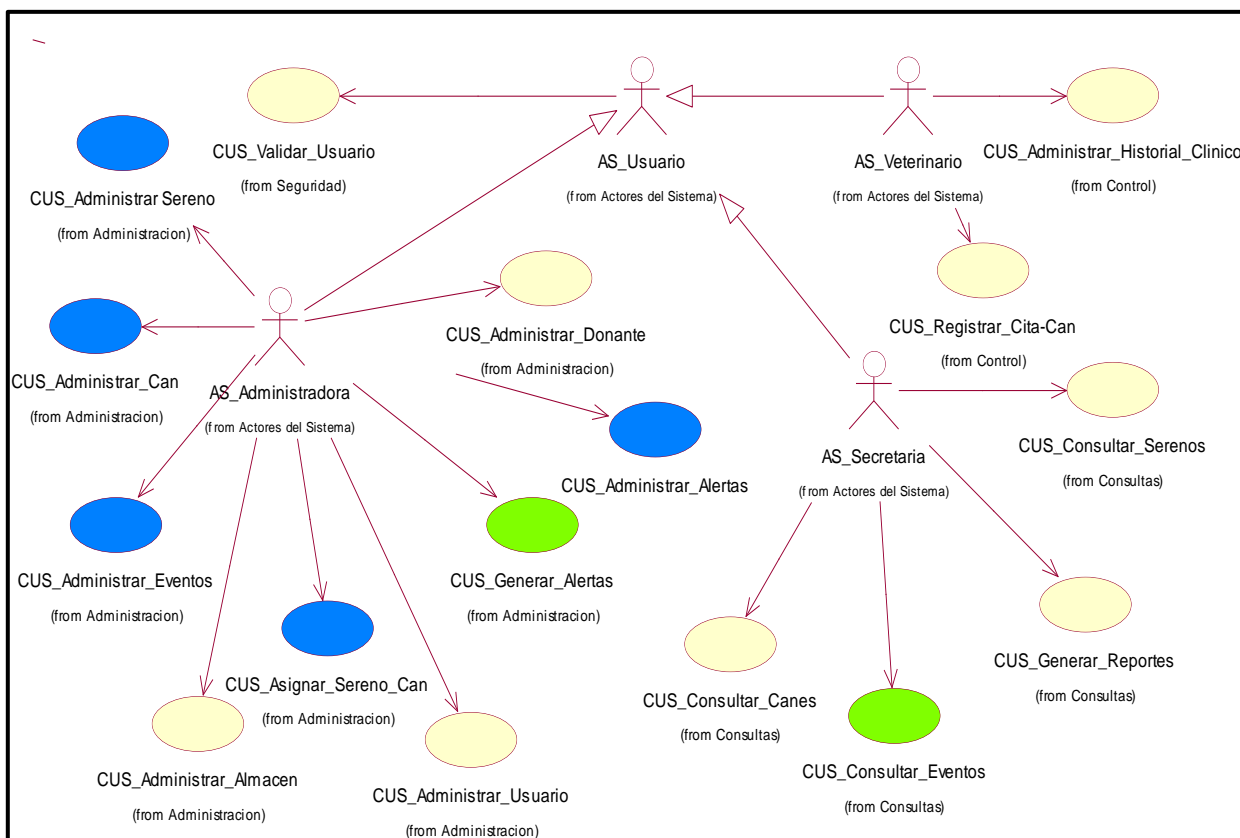 CUS_Validar_Usuario
(from Seguridad)
AS_Usuario
(from Actores del Sistema)
AS_Veterinario
(from Actores del Sistema)
CUS_Administrar_Historial_Clinico
(from Control)
CUS_Administrar Sereno
(from Administracion)
CUS_Registrar_Cita-Can
(from Control)
CUS_Administrar_Donante
(from Administracion)
CUS_Administrar_Can
(from Administracion)
AS_Administradora
(from Actores del Sistema)
CUS_Administrar_Alertas
AS_Secretaria
(from Actores del Sistema)
CUS_Consultar_Serenos
(from Consultas)
CUS_Administrar_Eventos
(from Administracion)
CUS_Generar_Alertas
(from Administracion)
CUS_Asignar_Sereno_Can
(from Administracion)
CUS_Generar_Reportes
(from Consultas)
CUS_Consultar_Canes
(from Consultas)
CUS_Administrar_Almacen
(from Administracion)
CUS_Administrar_Usuario
(from Administracion)
CUS_Consultar_Eventos
(from Consultas)